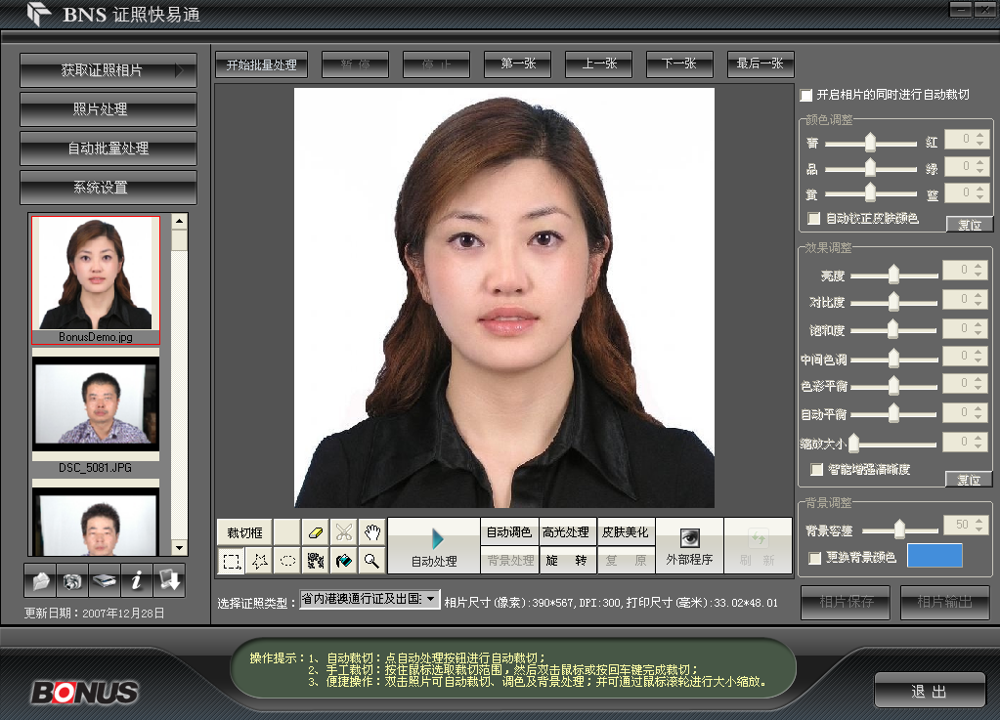 BNS 证照快易通
获取证照相片
照片处理
自动批量处理
系统设置
BonusDemo.jpg
DSC_5081.JPG
更新日期：2007年12月28日
开始批量处理 暂 停 停 止 第一张 上一张 下一张 最后一张
裁切框
自动处理
自动调色 高光处理 皮肤美化
背景处理 旋 转 复 原
外部程序
刷 新
选择证照类型： 省内港澳通行证及出国: 相片尺寸(像素):390*567,DPI:300,打印尺寸(毫米):33.02*48.01
开启相片的同时进行自动裁切
颜色调整
青 红 0
品 绿 0
黄 蓝 0
自动校正皮肤颜色
复位
效果调整
亮度 0
对比度 0
饱和度 0
中间色调 0
色彩平衡 0
自动平衡 0
缩放大小 0
智能增强清晰度
复位
背景调整
背景容差 50
更换背景颜色
相片保存 相片输出
操作提示：1、自动裁切：点自动处理按钮进行自动裁切；
2、手工裁切：按住鼠标选取裁切范围，然后双击鼠标或按回车键完成裁切；
3、便捷操作：双击照片可自动裁切、调色及背景处理；并可通过鼠标滚轮进行大小缩放。
BONUS
退 出